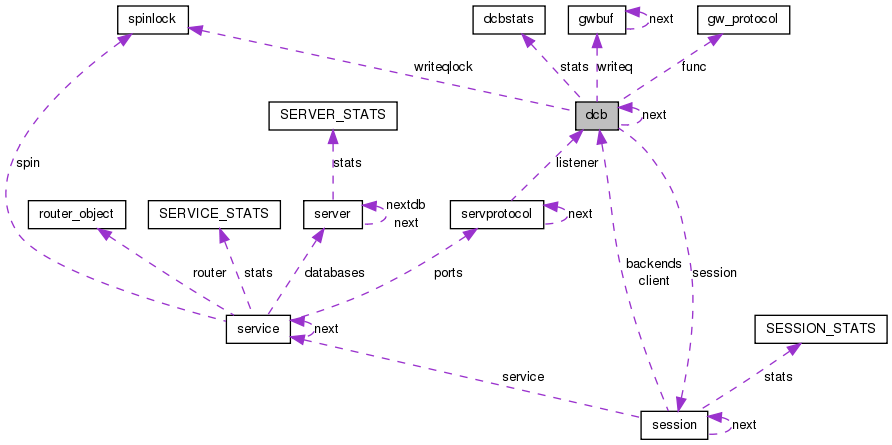 spinlock
dcbstats
gwbuf
next
gw_protocol
writeqlock
stats
writeq
func
SERVER_STATS
dcb
next
spin
stats
listener
router_object
SERVICE_STATS
server
nextdb
next
servprotocol
next
router
stats
databases
ports
backends
client
session
service
next
SESSION_STATS
service
stats
session
next